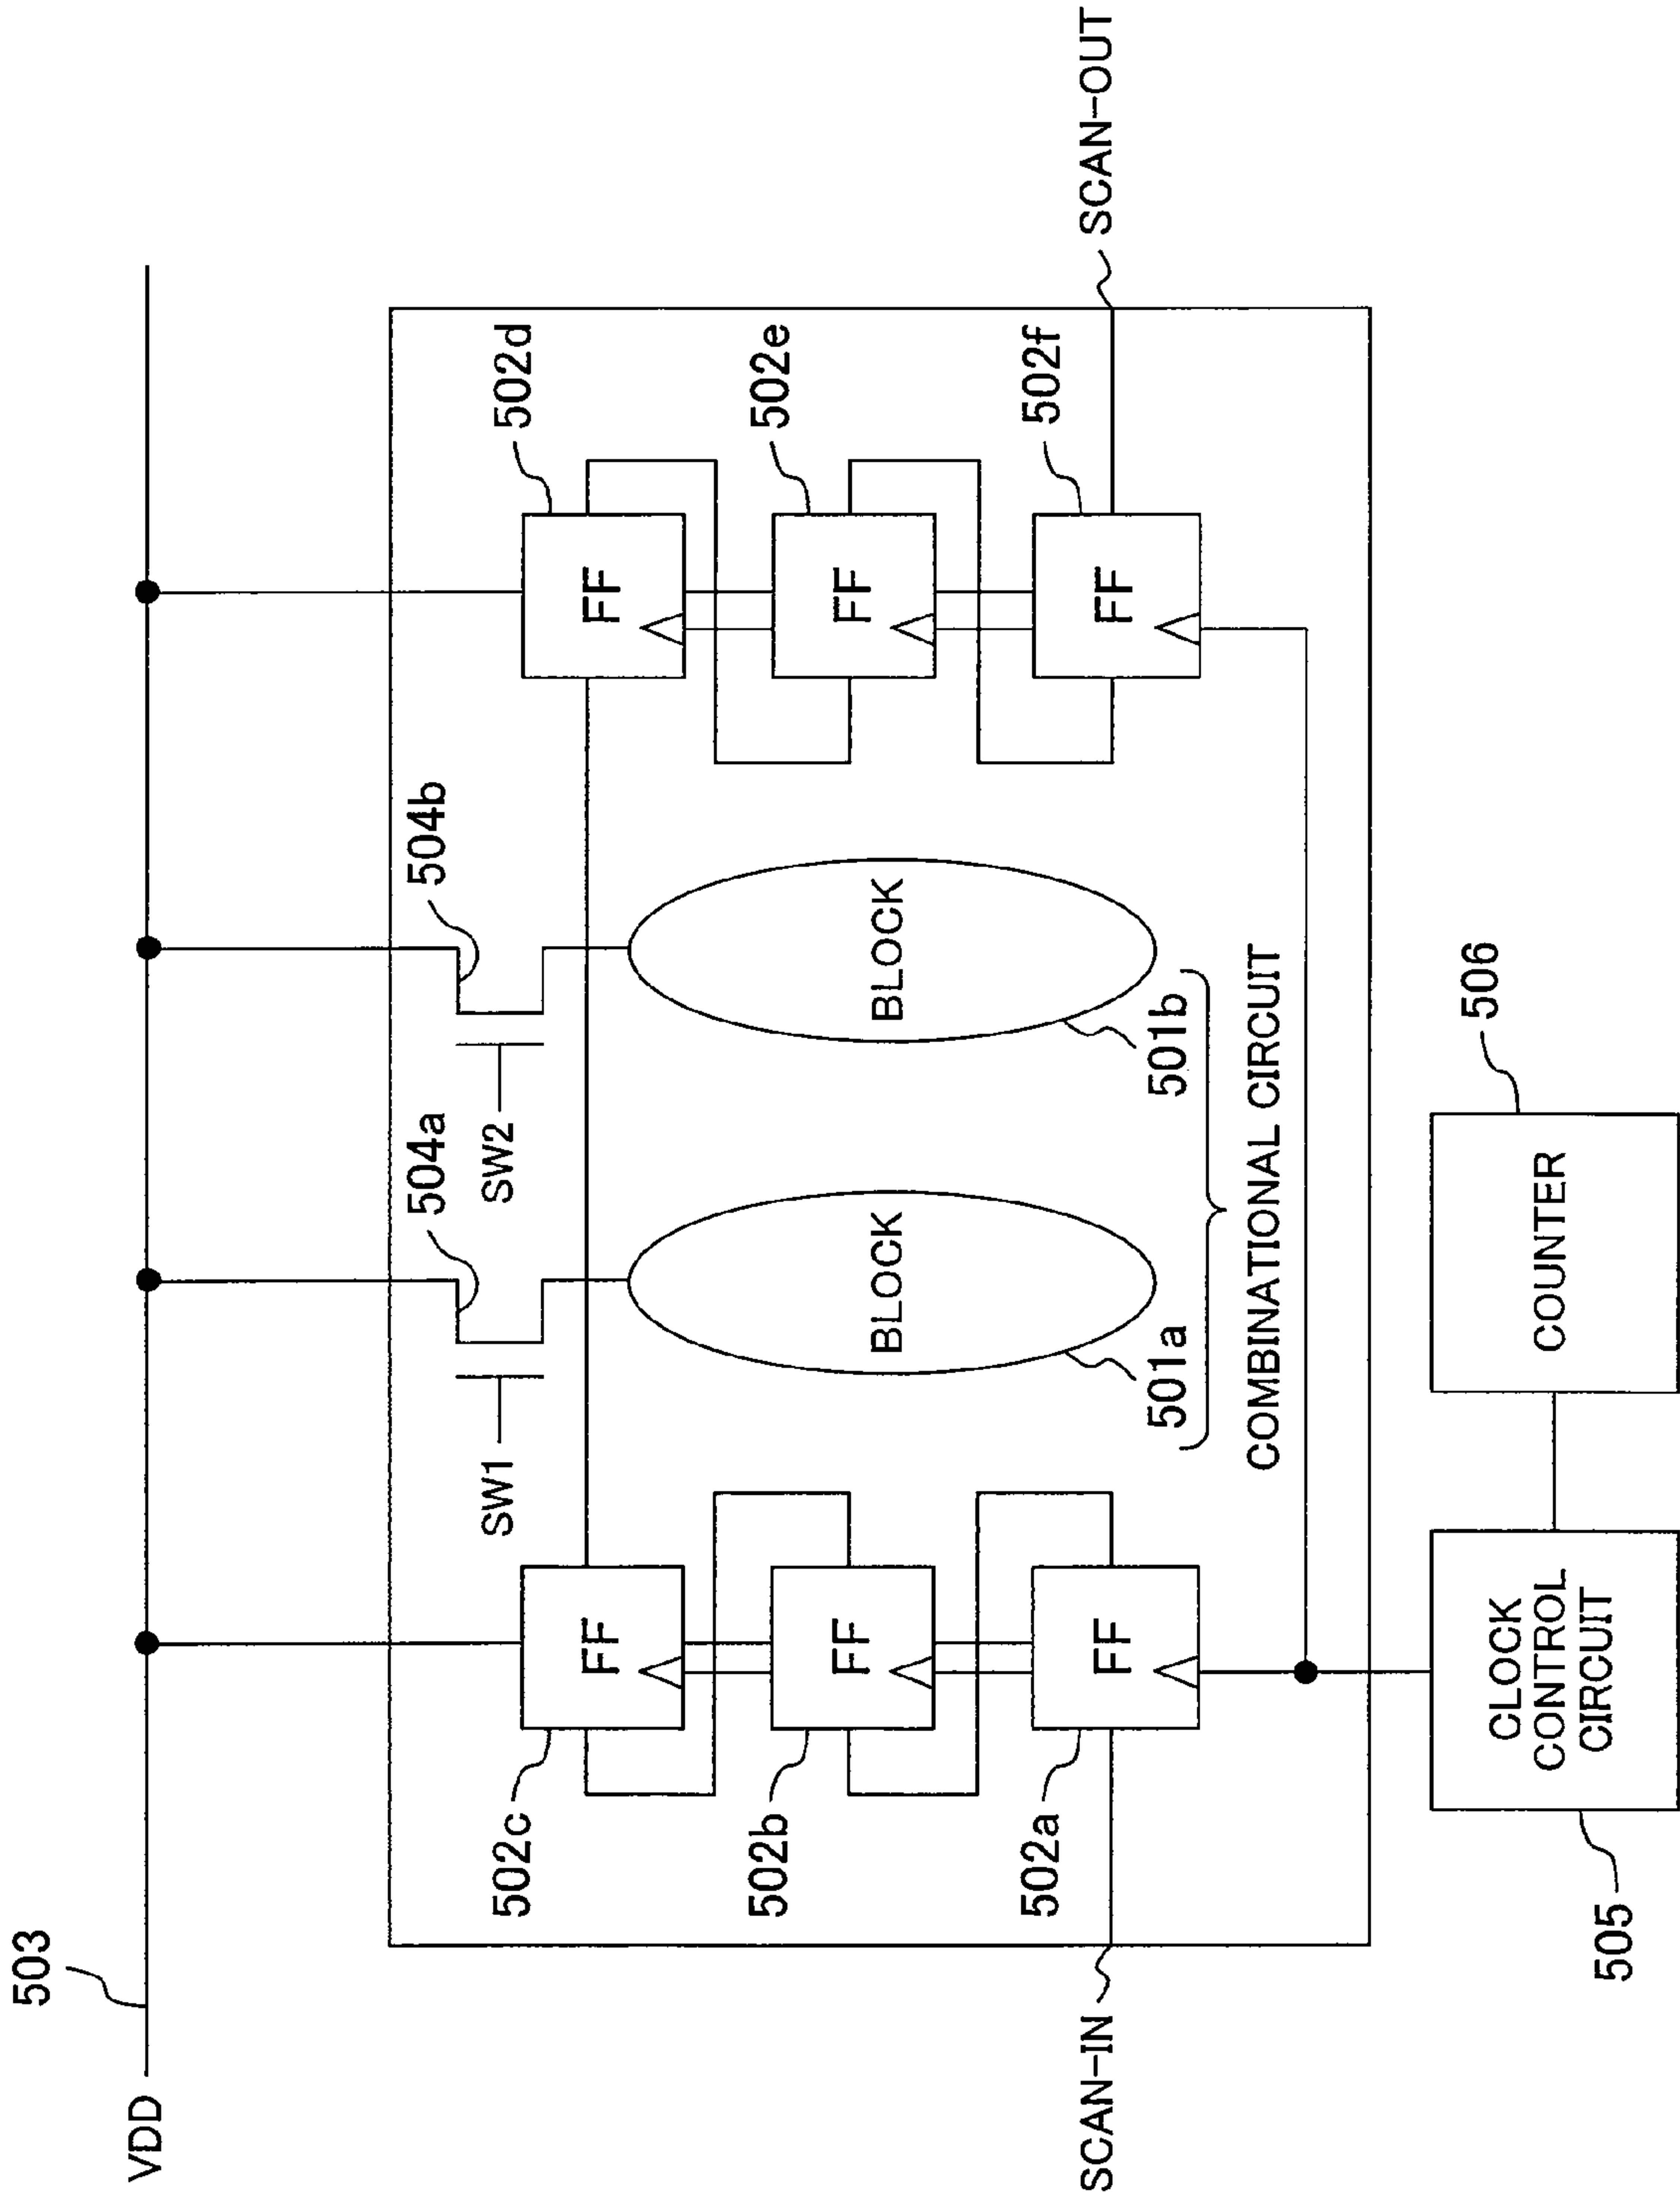 503
VDD
504a
504b
SW1
SW2
502c
FF
FF
502d
502b
FF
BLOCK
BLOCK
FF
502e
502a
FF
FF
502f
SCAN-IN
SCAN-OUT
501a
501b
COMBINATIONAL CIRCUIT
CLOCK
CONTROL
CIRCUIT
COUNTER
505
506